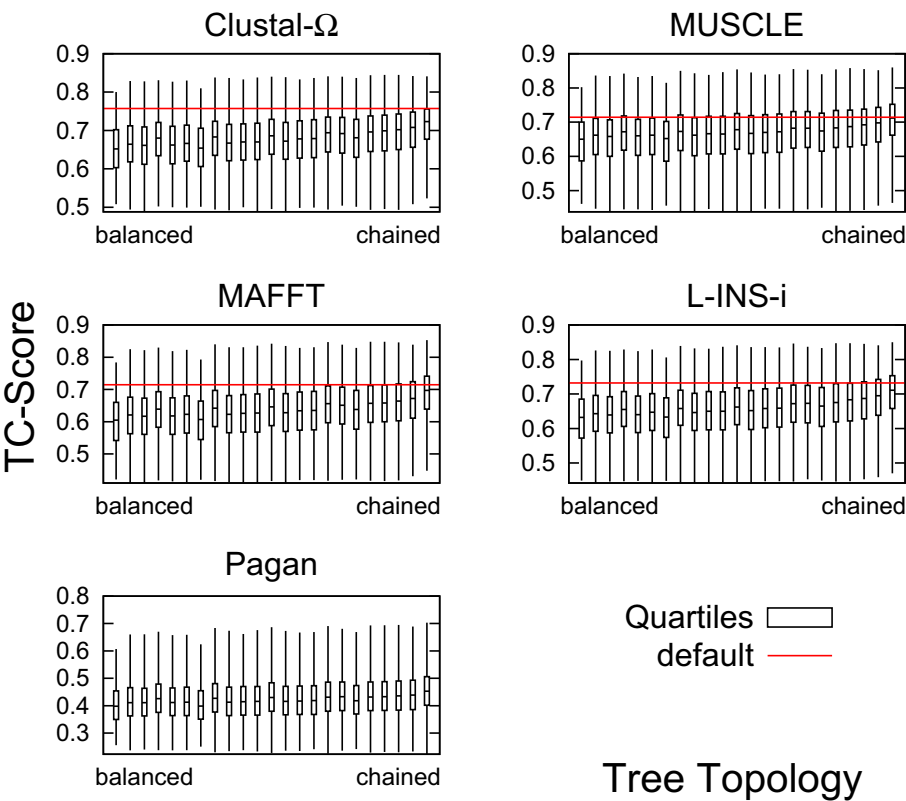 Clustal-Ω
0.9
0.8
0.7
0.6
0.5
balanced chained
MUSCLE
0.9
0.8
0.7
0.6
0.5
balanced chained
TC-Score
MAFFT
0.9
0.8
0.7
0.6
0.5
balanced chained
L-INS-i
0.9
0.8
0.7
0.6
0.5
balanced chained
Pagan
0.8
0.7
0.6
0.5
0.4
0.3
balanced chained
Quartiles
default
Tree Topology